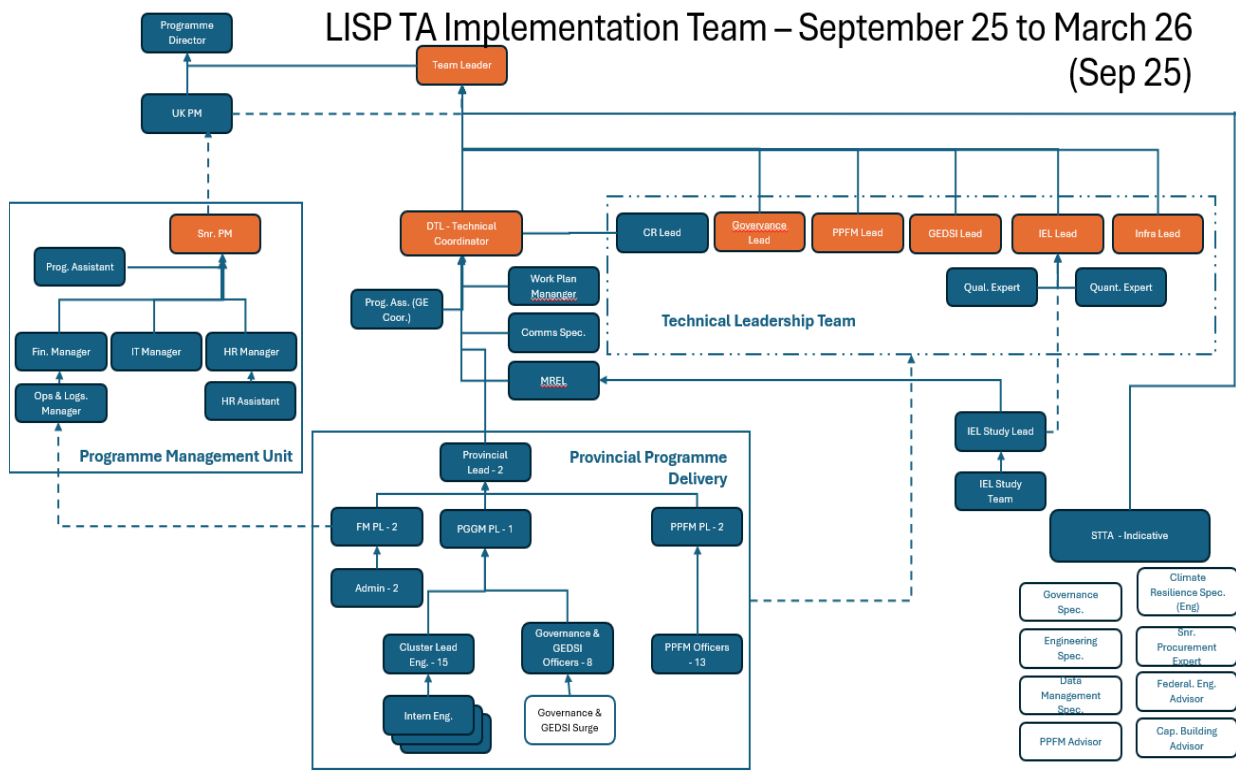 LISP TA Implementation Team – September 25 to March 26
(Sep 25)
Programme
Director
Team Leader
UK PM
Snr. PM
Prog. Assistant
Fin. Manager
IT Manager
HR Manager
Ops & Logs.
Manager
HR Assistant
Programme Management Unit
DTL - Technical
Coordinator
Prog. Ass. (GE
Coor.)
Work Plan
Mananger
Comms Spec.
MREL
CR Lead
Govervance
Lead
PPFM Lead
GEDSI Lead
IEL Lead
Infra Lead
Qual. Expert
Quant. Expert
Technical Leadership Team
IEL Study Lead
IEL Study
Team
Provincial
Lead - 2
Provincial Programme
Delivery
FM PL - 2
PGGM PL - 1
PPFM PL - 2
Admin - 2
Cluster Lead
Eng. - 15
Governance &
GEDSI
Officers - 8
PPFM Officers
- 13
Intern Eng.
Governance &
GEDSI Surge
STTA - Indicative
Governance
Spec.
Climate
Resilience Spec.
(Eng)
Engineering
Spec.
Snr.
Procurement
Expert
Data
Management
Spec.
Federal. Eng.
Advisor
PPFM Advisor
Cap. Building
Advisor